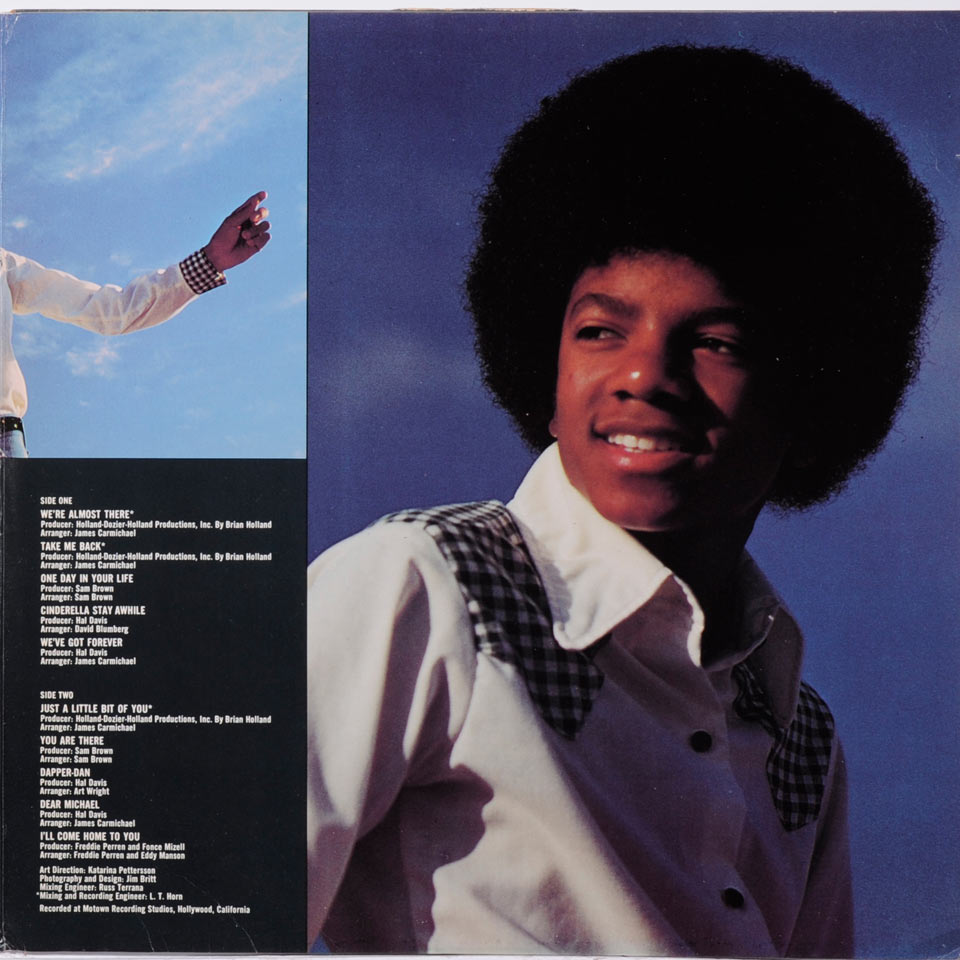 SIDE ONE
WE'RE ALMOST THERE*
Producer: Holland-Dozier-Holland Productions, Inc. By Brian Holland
Arranger: James Carmichael
TAKE ME BACK*
Producer: Holland-Dozier-Holland Productions, Inc. By Brian Holland
Arranger: James Carmichael
ONE DAY IN YOUR LIFE
Producer: Sam Brown
Arranger: Sam Brown
CINDERELLA STAY AWHILE
Producer: Hal Davis
Arranger: David Blumberg
WE'VE GOT FOREVER
Producer: Hal Davis
Arranger: James Carmichael
SIDE TWO
JUST A LITTLE BIT OF YOU*
Producer: Holland-Dozier-Holland Productions, Inc. By Brian Holland
Arranger: James Carmichael
YOU ARE THERE
Producer: Sam Brown
Arranger: Sam Brown
DAPPER-DAN
Producer: Hal Davis
Arranger: Art Wright
DEAR MICHAEL
Producer: Hal Davis
Arranger: James Carmichael
I'LL COME HOME TO YOU
Producer: Freddie Perren and Fonce Mizell
Arranger: Freddie Perren and Eddy Manson
Art Direction: Katarina Pettersson
Photography and Design: Jim Britt
Mixing Engineer: Russ Terrana
*Mixing and Recording Engineer: L. T. Horn
Recorded at Motown Recording Studios, Hollywood, California